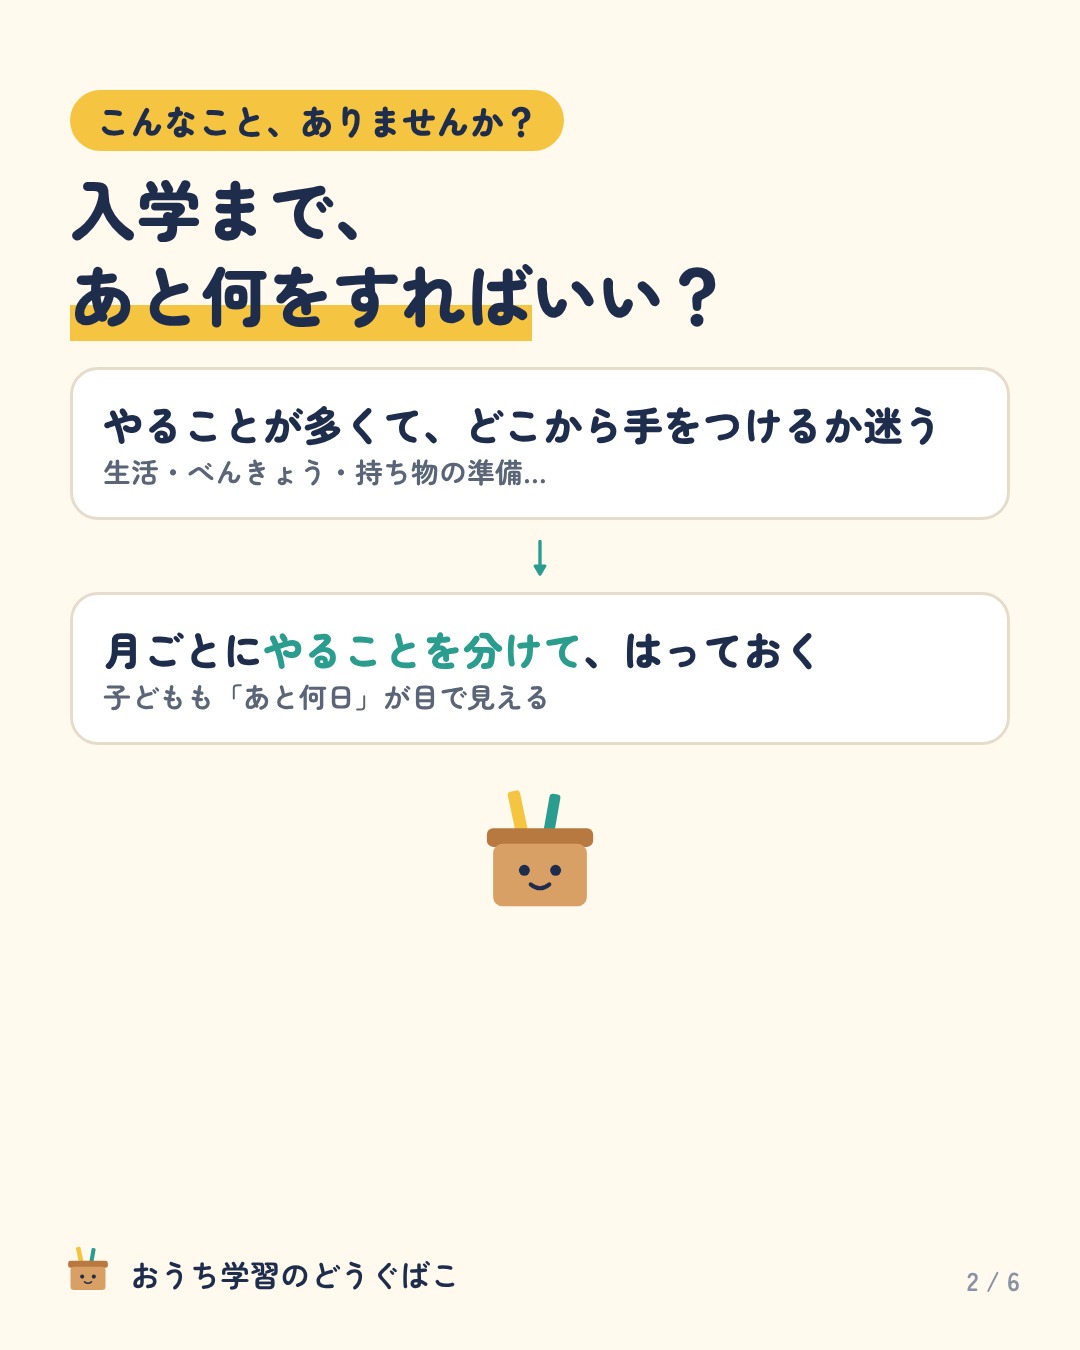 こんなこと、ありませんか？
入学まで、
あと何をすればいい？
やることが多くて、どこから手をつけるか迷う
生活・べんきょう・持ち物の準備…
↓
月ごとにやることを分けて、はっておく
子どもも「あと何日」が目で見える
おうち学習のどうぐばこ
2 / 6